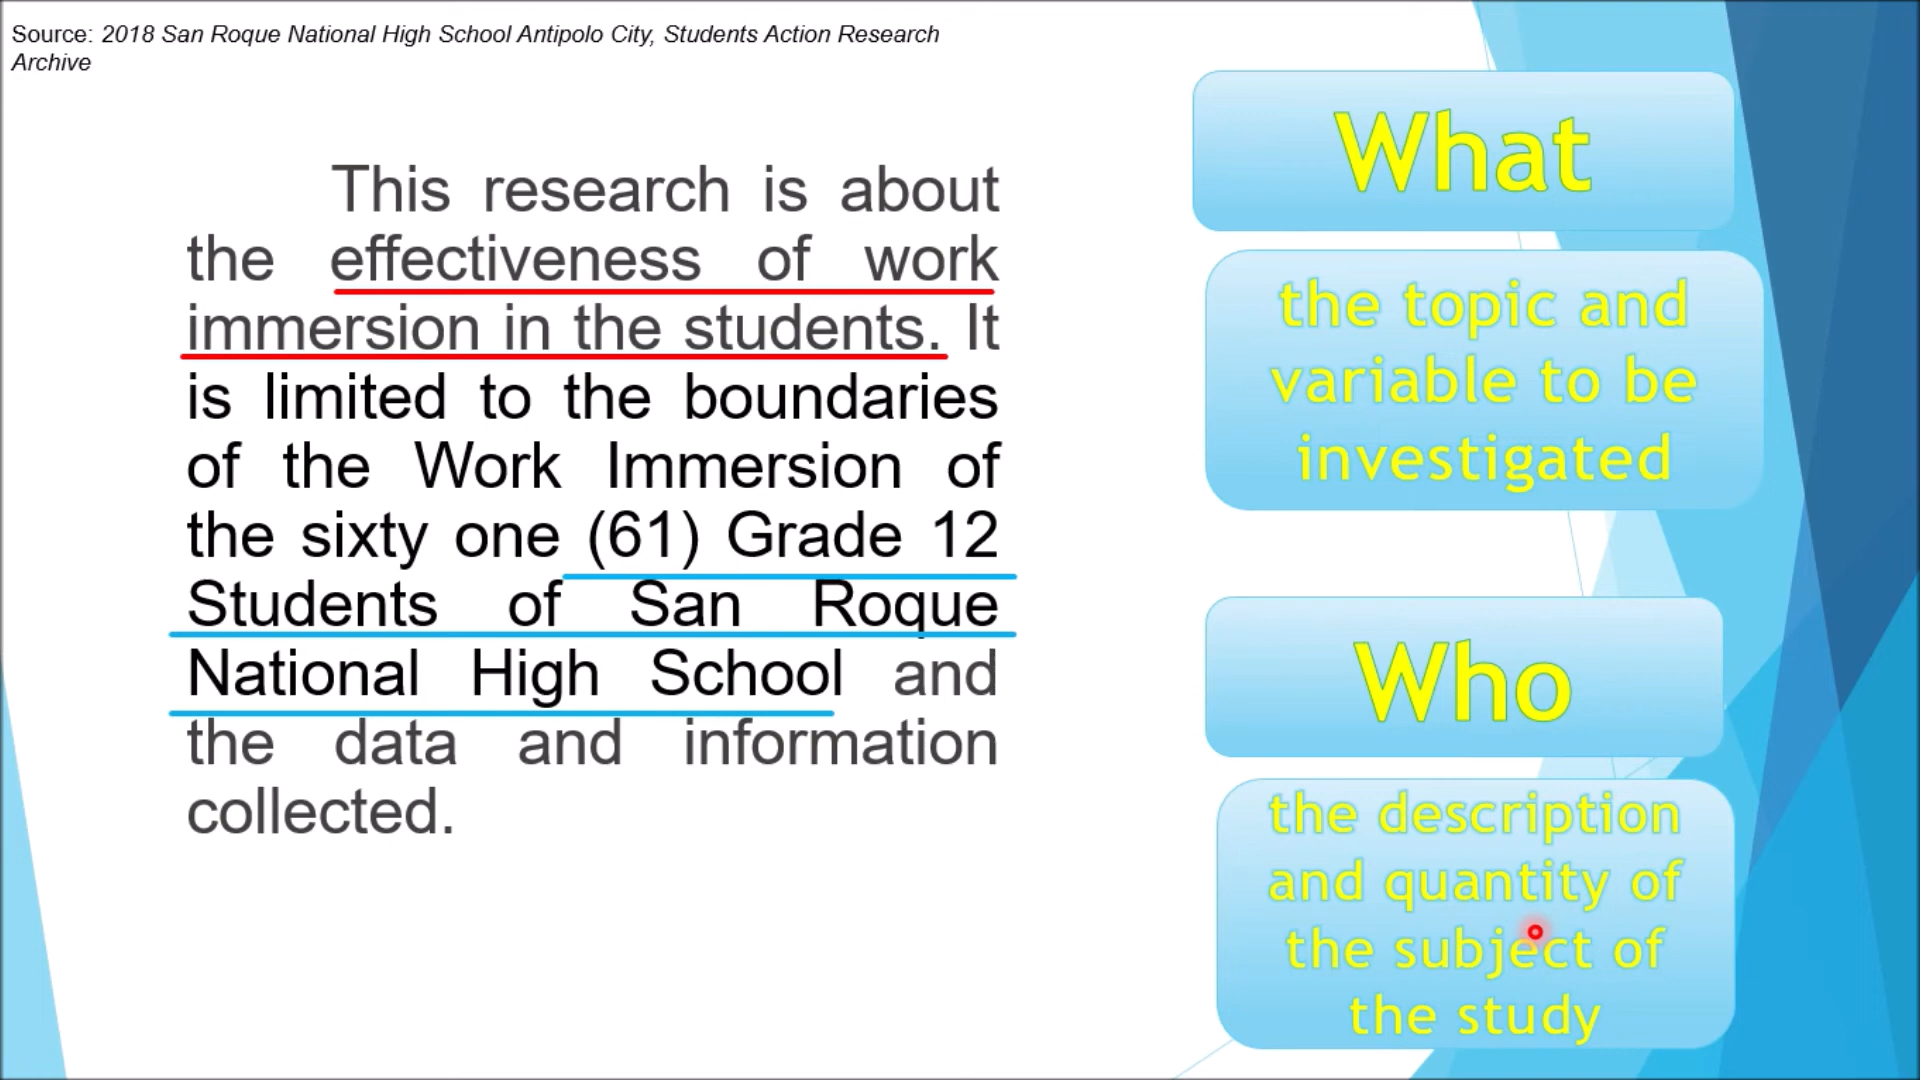 Source: 2018 San Roque National High School Antipolo City, Students Action Research
Archive
This research is about
the effectiveness of work
immersion in the students. It
is limited to the boundaries
of the Work Immersion of
the sixty one (61) Grade 12
Students of San Roque
National High School and
the data and information
collected.
What
the topic and
variable to be
investigated
Who
the description
and quantity of
the subject of
the study